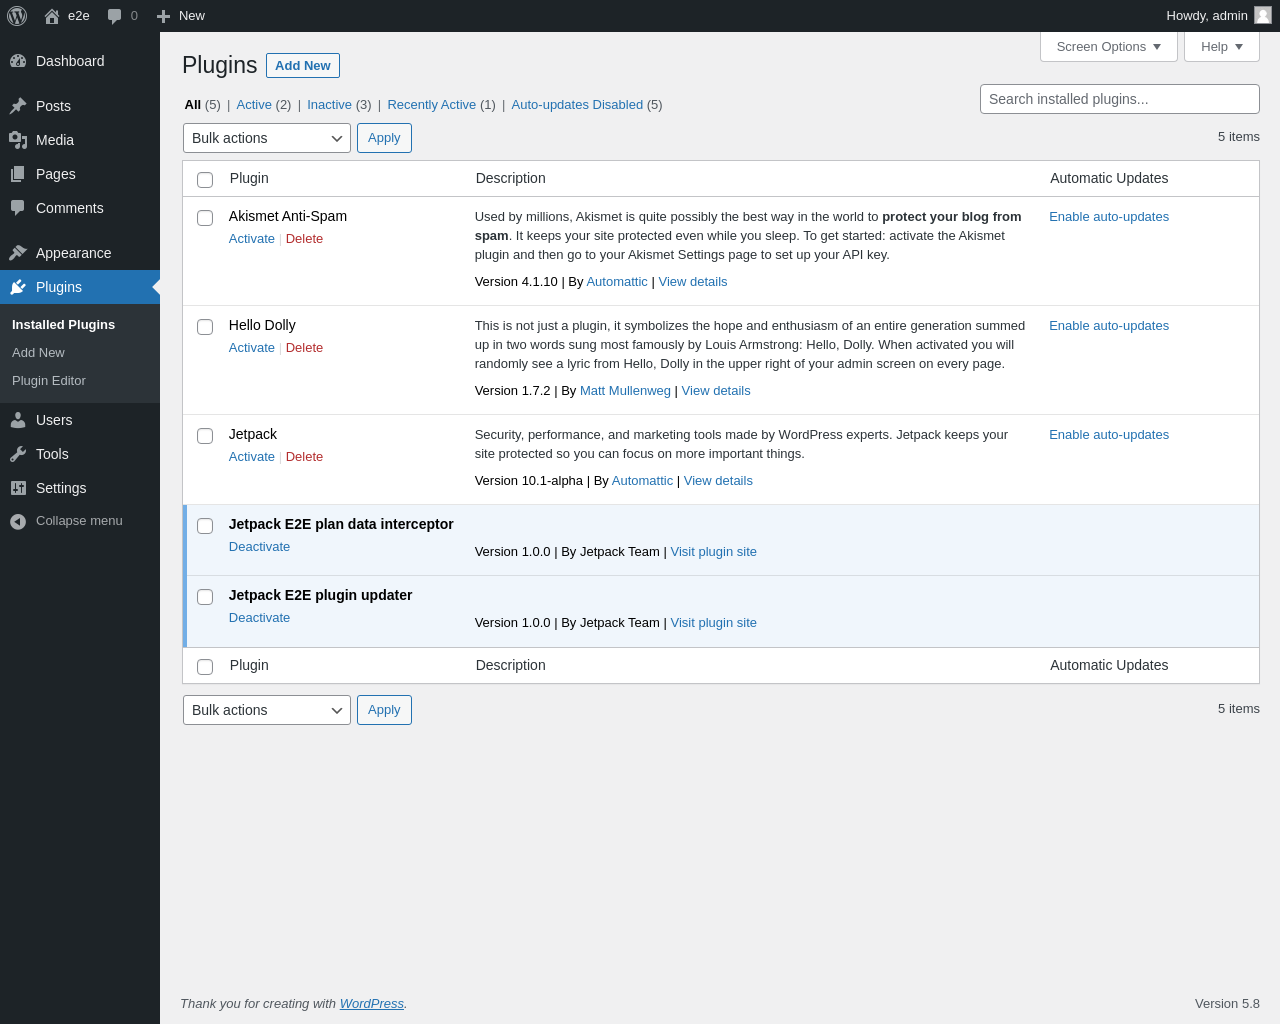 e2e 0 New Howdy, admin
Dashboard
Posts
Media
Pages
Comments
Appearance
Plugins
Installed Plugins
Add New
Plugin Editor
Users
Tools
Settings
Collapse menu
Screen Options Help
Plugins Add New
All (5) | Active (2) | Inactive (3) | Recently Active (1) | Auto-updates Disabled (5)
Search installed plugins...
Bulk actions Apply 5 items
Plugin Description Automatic Updates
Akismet Anti-Spam
Activate | Delete
Used by millions, Akismet is quite possibly the best way in the world to protect your blog from
spam. It keeps your site protected even while you sleep. To get started: activate the Akismet
plugin and then go to your Akismet Settings page to set up your API key.
Version 4.1.10 | By Automattic | View details
Enable auto-updates
Hello Dolly
Activate | Delete
This is not just a plugin, it symbolizes the hope and enthusiasm of an entire generation summed
up in two words sung most famously by Louis Armstrong: Hello, Dolly. When activated you will
randomly see a lyric from Hello, Dolly in the upper right of your admin screen on every page.
Version 1.7.2 | By Matt Mullenweg | View details
Enable auto-updates
Jetpack
Activate | Delete
Security, performance, and marketing tools made by WordPress experts. Jetpack keeps your
site protected so you can focus on more important things.
Version 10.1-alpha | By Automattic | View details
Enable auto-updates
Jetpack E2E plan data interceptor
Deactivate
Version 1.0.0 | By Jetpack Team | Visit plugin site
Jetpack E2E plugin updater
Deactivate
Version 1.0.0 | By Jetpack Team | Visit plugin site
Plugin Description Automatic Updates
Bulk actions Apply 5 items
Thank you for creating with WordPress. Version 5.8